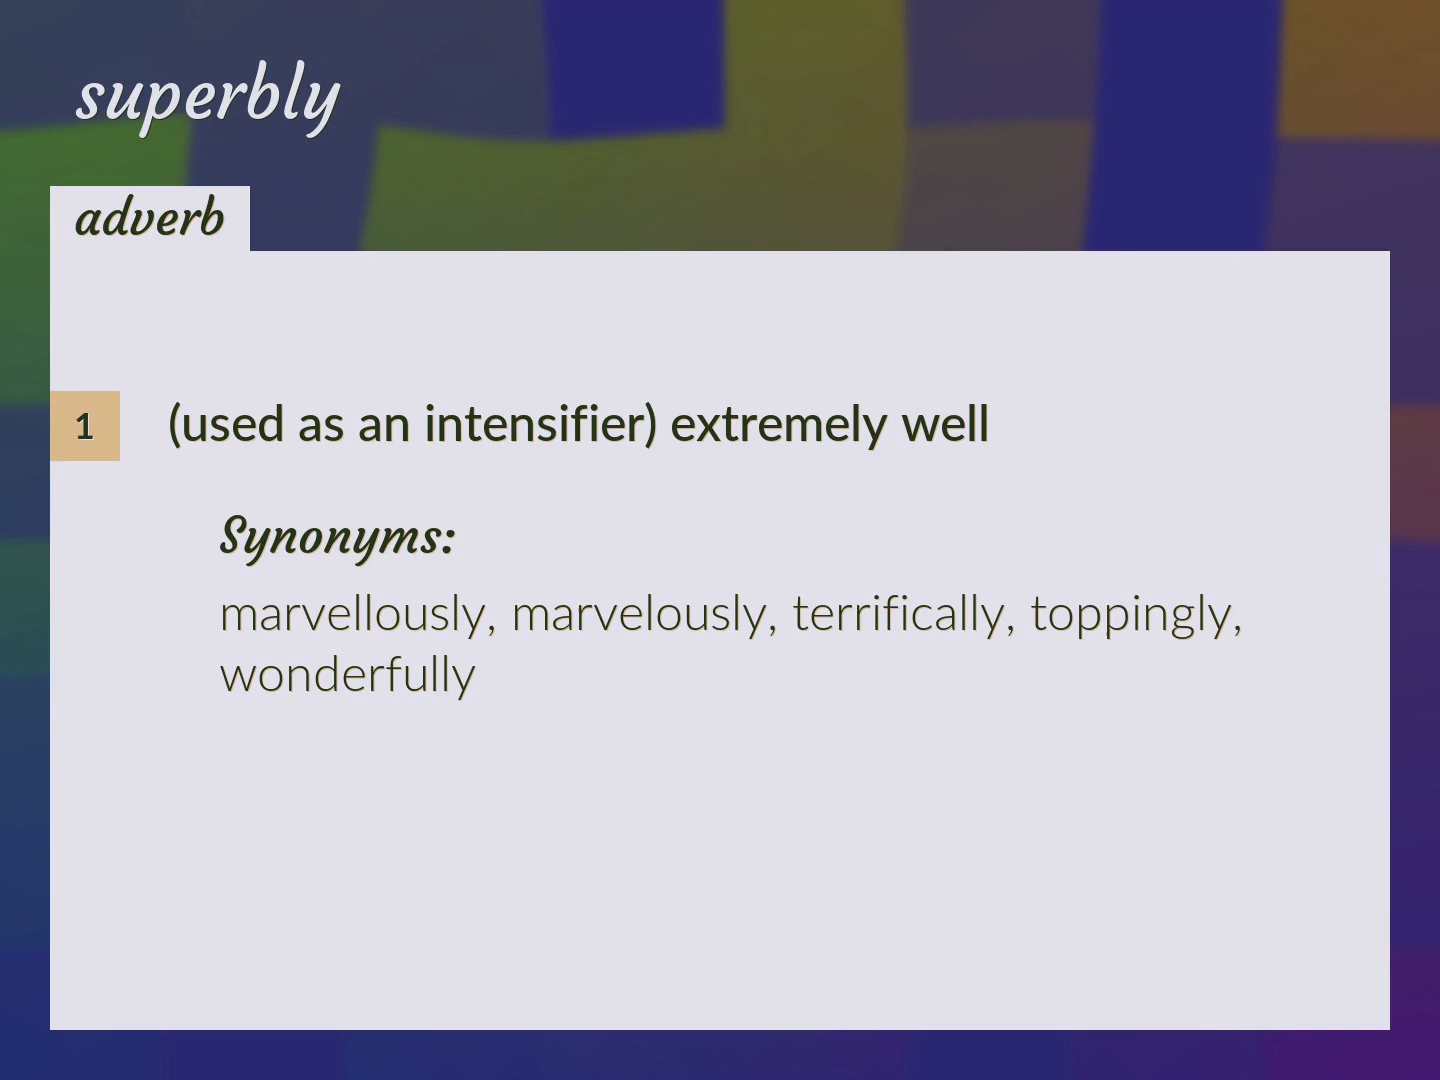 superbly
adverb
1 (used as an intensifier) extremely well
Synonyms:
marvellously, marvelously, terrifically, toppingly,
wonderfully